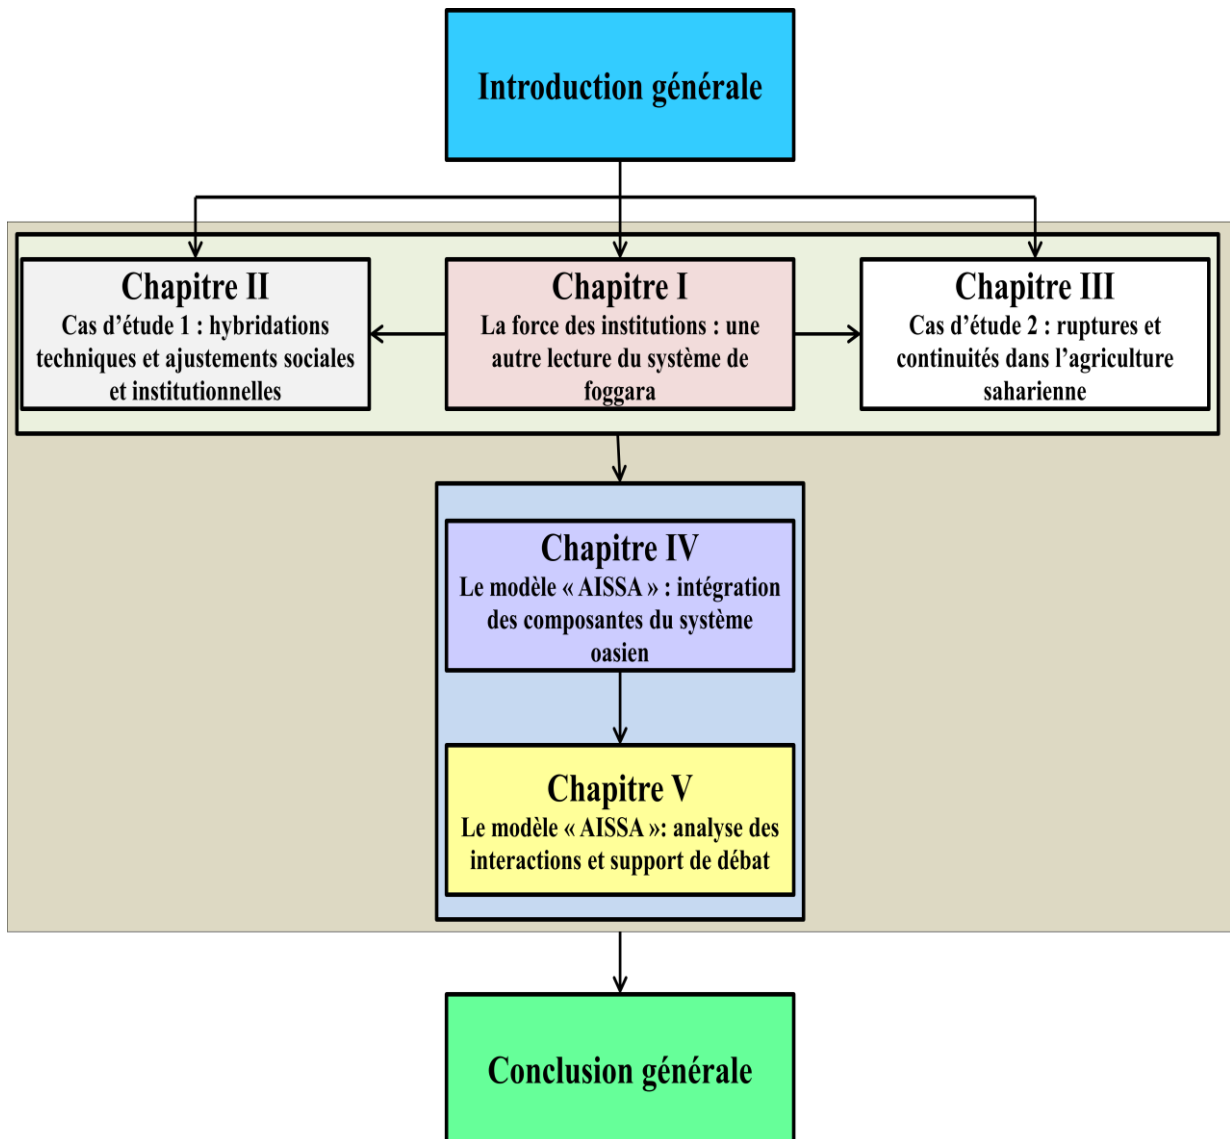 Introduction générale
Chapitre II
Cas d’étude 1 : hybridations
techniques et ajustements sociales
et institutionnelles
Chapitre I
La force des institutions : une
autre lecture du système de
foggara
Chapitre III
Cas d’étude 2 : ruptures et
continuités dans l’agriculture
saharienne
Chapitre IV
Le modèle « AISSA » : intégration
des composantes du système
oasien
Chapitre V
Le modèle « AISSA »: analyse des
interactions et support de débat
Conclusion générale